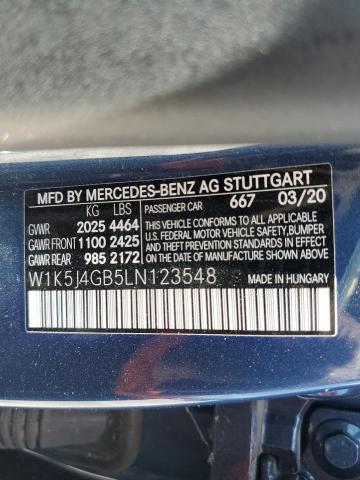 MFD BY MERCEDES-BENZ AG STUTTGART
KG LBS PASSENGER CAR 667 03/20
GVWR 2025 4464
GAWR FRONT 1100 2425
GAWR REAR 985 2172
THIS VEHICLE CONFORMS TO ALL APPLICABLE
U.S. FEDERAL VEHICLE SAFETY, BUMPER
AND THEFT PREVENTION STANDARDS IN EFFECT
ON THE DATE OF MANUFACTURE SHOWN ABOVE.
W1K5J4GB5LN123548 MADE IN HUNGARY